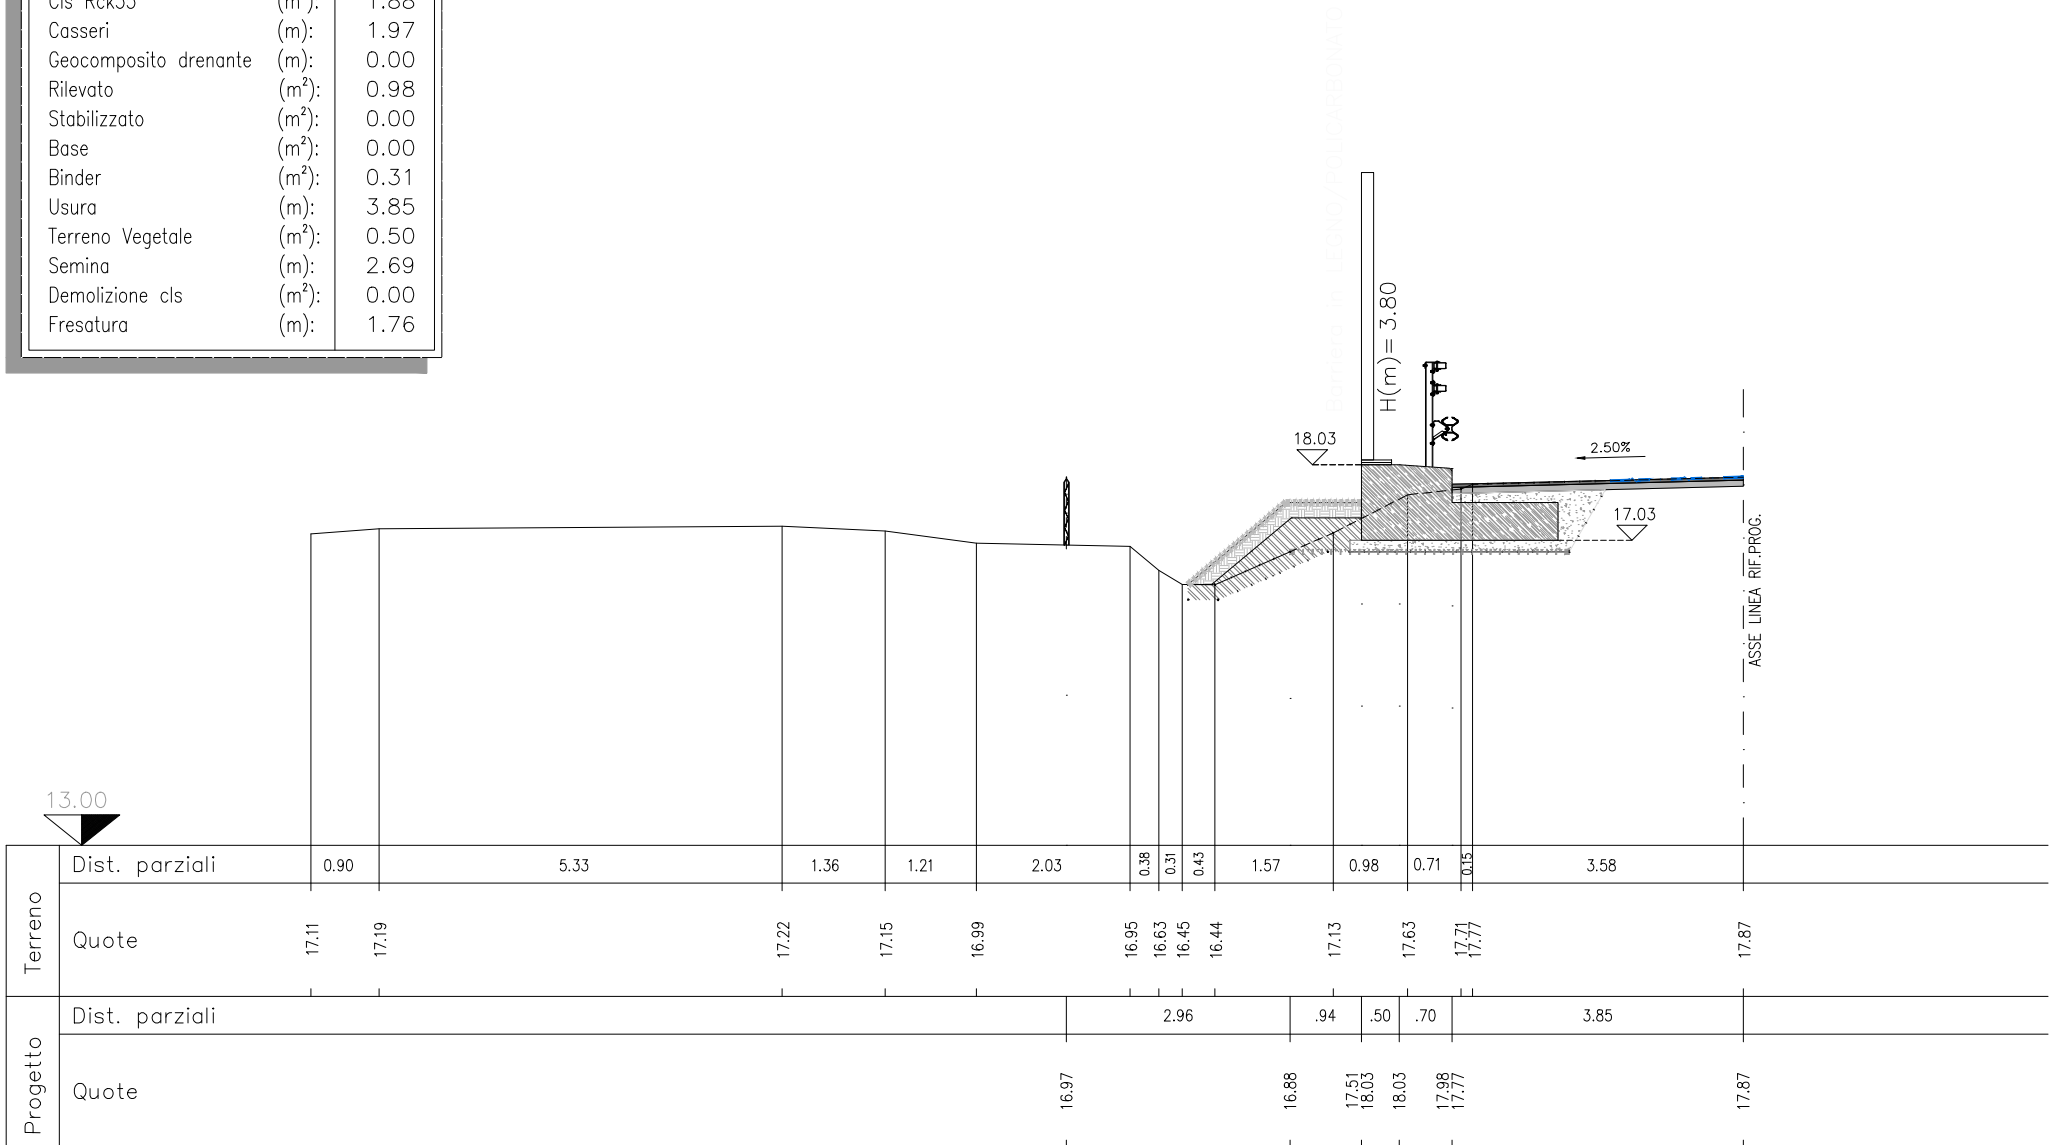 Cls Rck35 (m²): 1.88
Casseri (m): 1.97
Geocomposito drenante (m): 0.00
Rilevato (m²): 0.98
Stabilizzato (m²): 0.00
Base (m²): 0.00
Binder (m²): 0.31
Usura (m): 3.85
Terreno Vegetale (m²): 0.50
Semina (m): 2.69
Demolizione cls (m²): 0.00
Fresatura (m): 1.76
Barriera in LEGNO/POLICARBONATO
H(m)= 3.80
18.03
2.50%
17.03
ASSE LINEA RIF.PROG.
13.00
Terreno
Dist. parziali 0.90 5.33 1.36 1.21 2.03 0.38 0.31 0.43 1.57 0.98 0.71 0.15 3.58
Quote 17.11 17.19 17.22 17.15 16.99 16.95 16.63 16.45 16.44 17.13 17.63 17.71 17.77 17.87
Progetto
Dist. parziali 2.96 .94 .50 .70 3.85
Quote 16.97 16.88 17.51 18.03 18.03 17.98 17.77 17.87